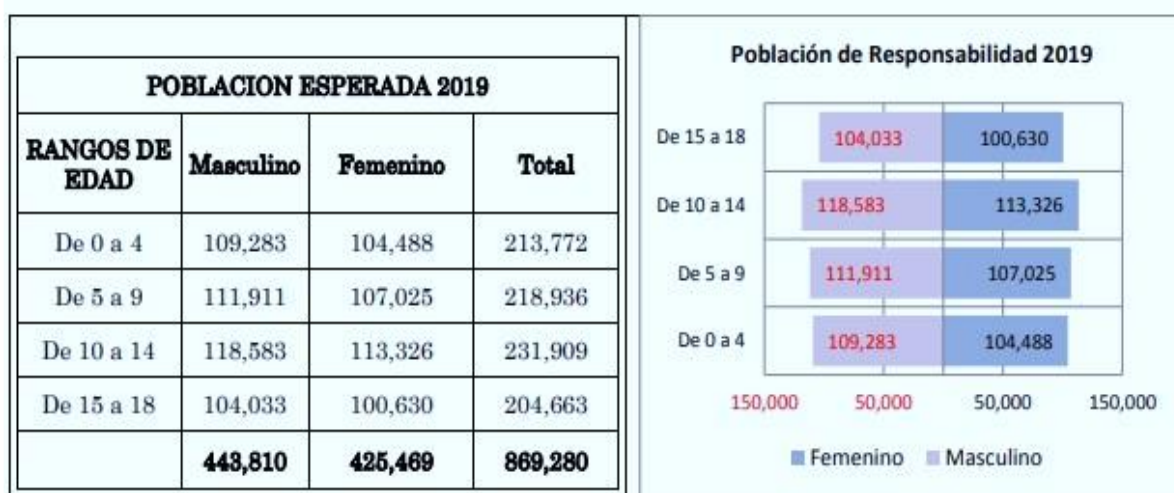 POBLACION ESPERADA 2019
RANGOS DE EDAD Masculino Femenino Total
De 0 a 4 109,283 104,488 213,772
De 5 a 9 111,911 107,025 218,936
De 10 a 14 118,583 113,326 231,909
De 15 a 18 104,033 100,630 204,663
443,810 425,469 869,280
Población de Responsabilidad 2019
De 15 a 18 104,033 100,630
De 10 a 14 118,583 113,326
De 5 a 9 111,911 107,025
De 0 a 4 109,283 104,488
150,000 50,000 50,000 150,000
Femenino Masculino